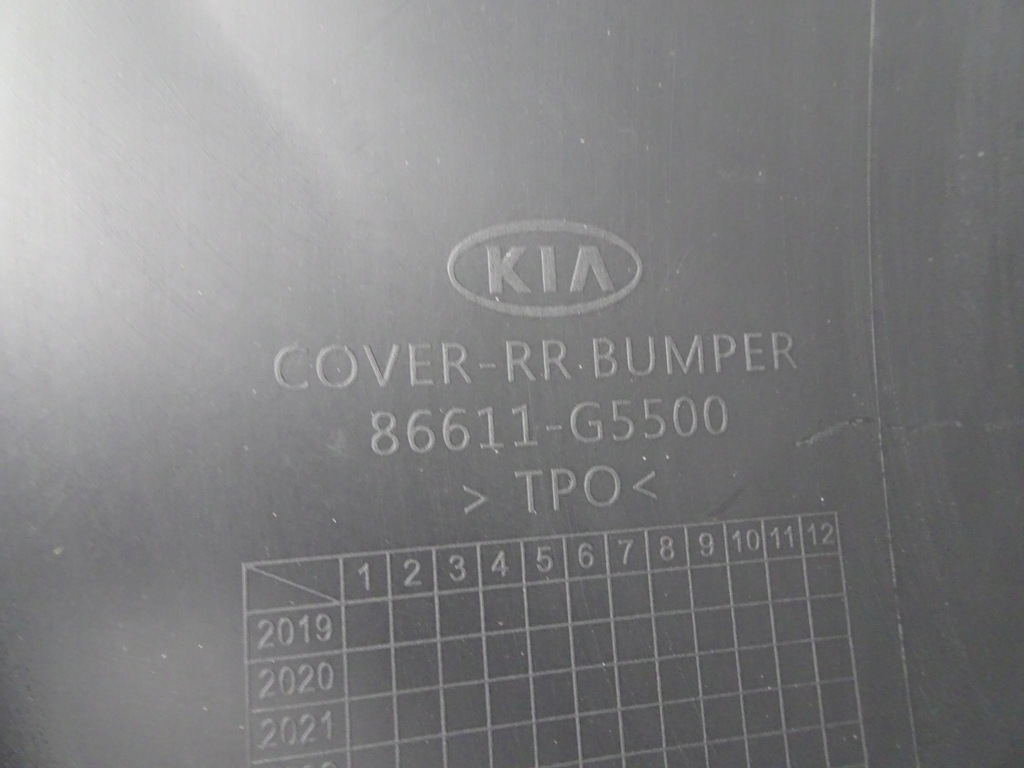 KIA
COVER-RR BUMPER
86611-G5500
> TPO <
1 2 3 4 5 6 7 8 9 10 11 12
2019
2020
2021